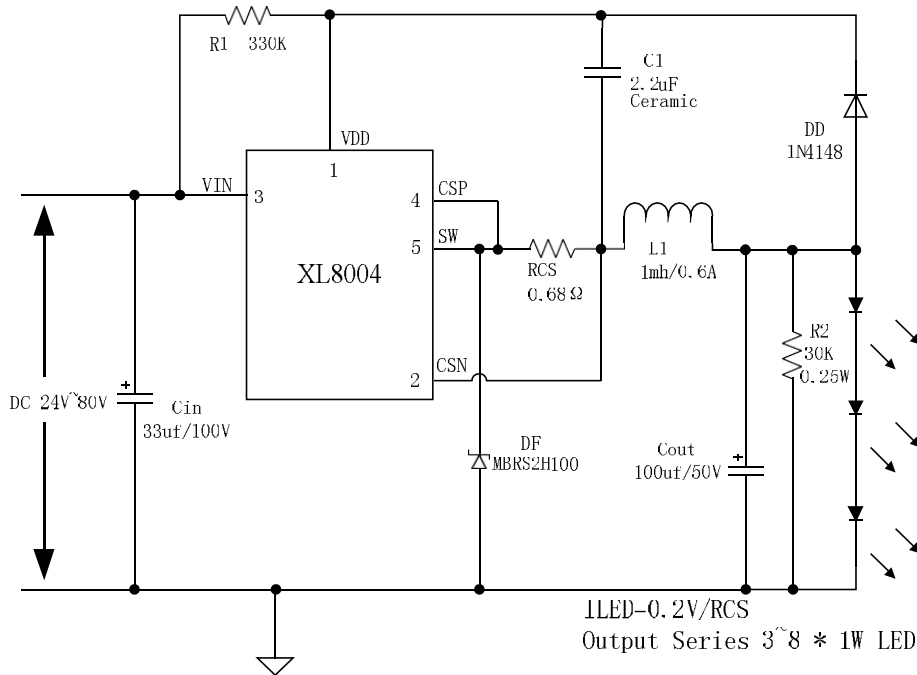 R1 330K
C1
2.2uF
Ceramic
VDD
1
DD
1N4148
VIN
3
CSP
4
SW
5
XL8004
RCS
0.68Ω
L1
1mh/0.6A
R2
30K
0.25W
CSN
2
DC 24V~80V
+
Cin
33uf/100V
DF
MBRS2H100
Cout
100uf/50V
+
ILED-0.2V/RCS
Output Series 3~8 * 1W LED